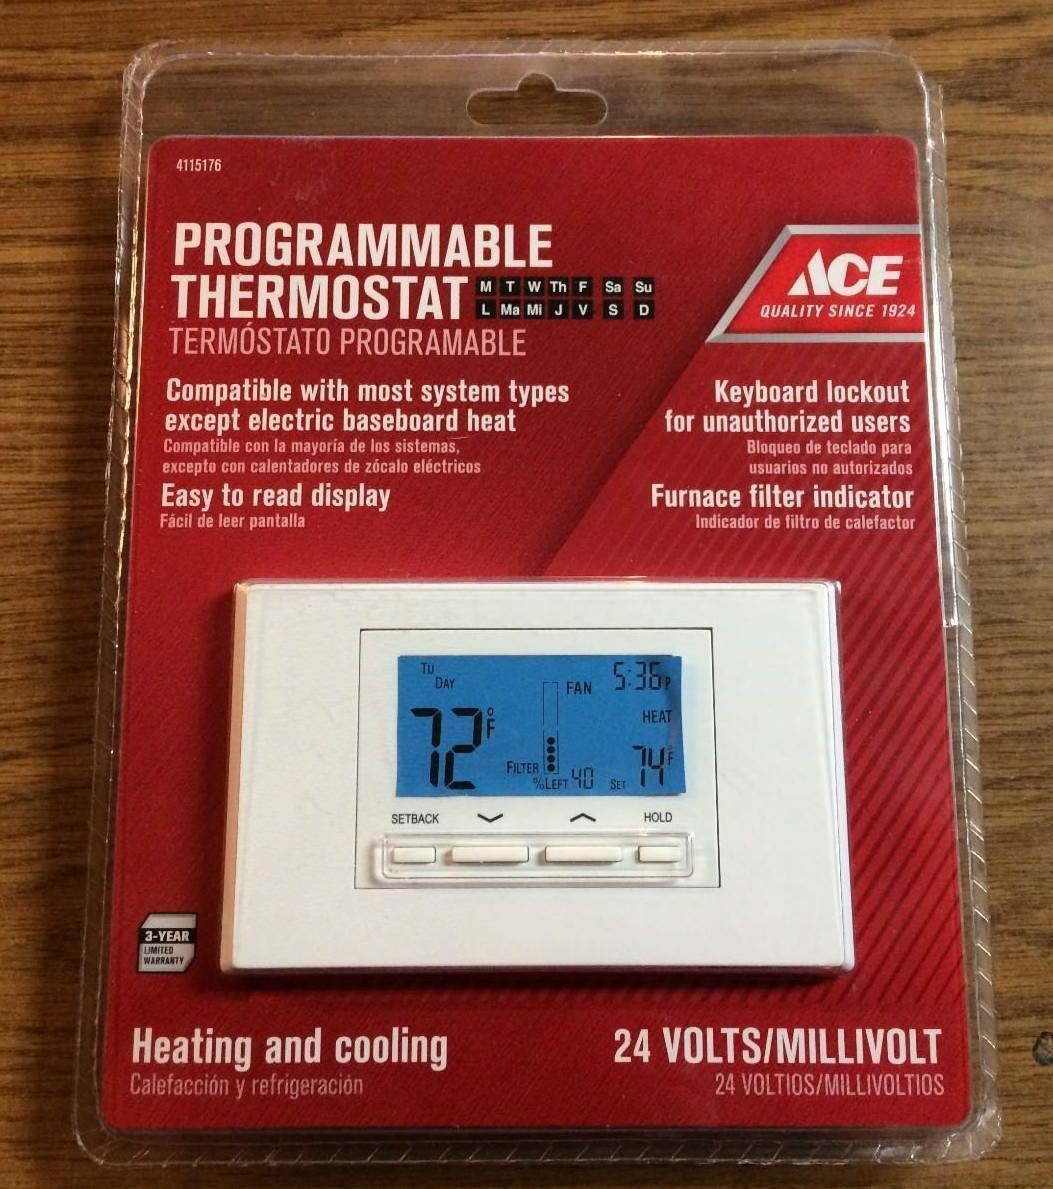 4115176
PROGRAMMABLE
THERMOSTAT
M T W Th F Sa Su
L Ma Mi J V S D
TERMÓSTATO PROGRAMABLE
Compatible with most system types
except electric baseboard heat
Compatible con la mayoría de los sistemas,
excepto con calentadores de zócalo eléctricos
Easy to read display
Fácil de leer pantalla
ACE
QUALITY SINCE 1924
Keyboard lockout
for unauthorized users
Bloqueo de teclado para
usuarios no autorizados
Furnace filter indicator
Indicador de filtro de calefactor
TU
DAY
FAN
5:36P
72°F
HEAT
FILTER
%LEFT 40
SET 74°F
SETBACK
HOLD
3-YEAR
LIMITED
WARRANTY
Heating and cooling
Calefacción y refrigeración
24 VOLTS/MILLIVOLT
24 VOLTIOS/MILLIVOLTIOS